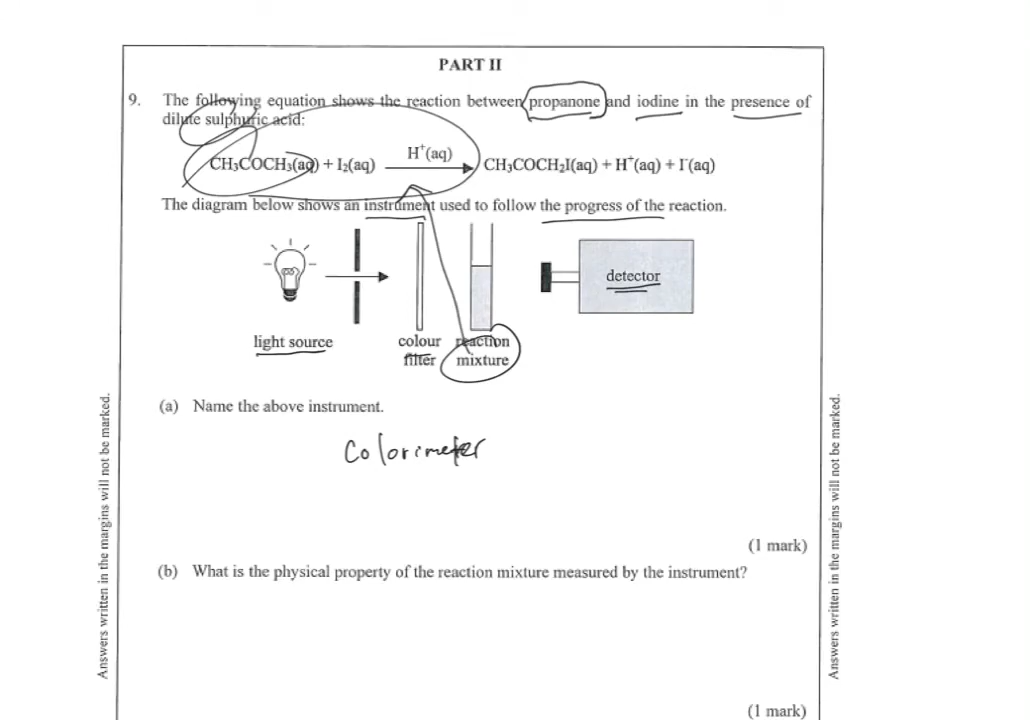 PART II
9. The following equation shows the reaction between propanone and iodine in the presence of
dilute sulphuric acid:
CH₃COCH₃(aq) + I₂(aq) H⁺(aq) CH₃COCH₂I(aq) + H⁺(aq) + I⁻(aq)
The diagram below shows an instrument used to follow the progress of the reaction.
detector
light source
colour filter
reaction mixture
(a) Name the above instrument.
Colorimeter
(1 mark)
(b) What is the physical property of the reaction mixture measured by the instrument?
(1 mark)
Answers written in the margins will not be marked.
Answers written in the margins will not be marked.